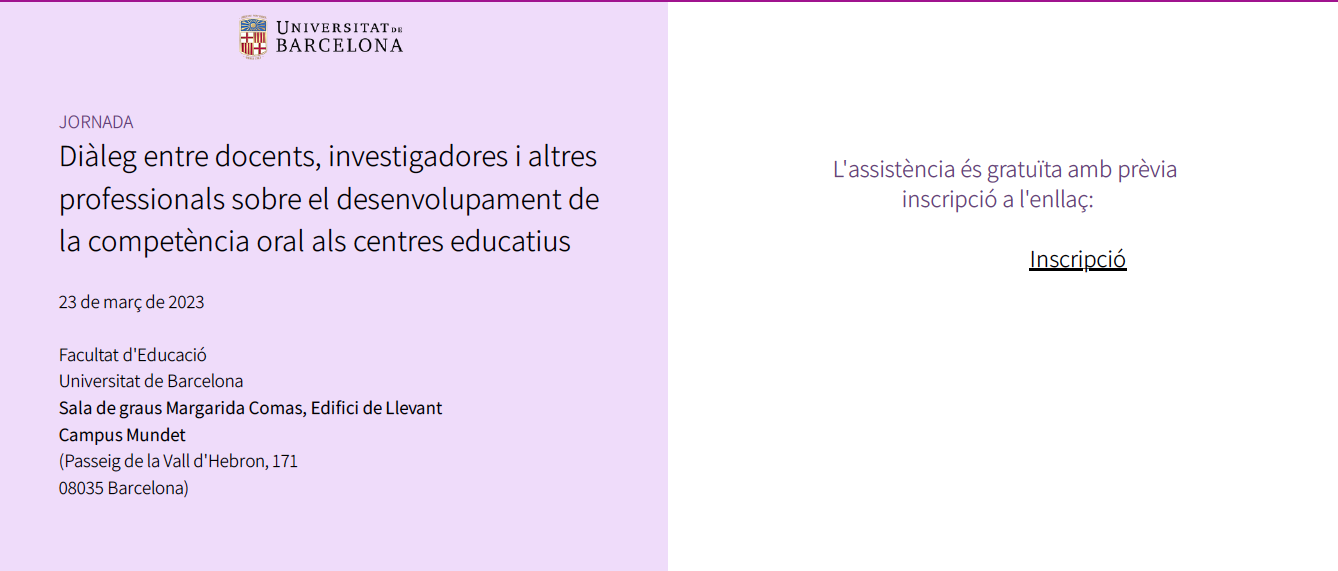 UNIVERSITAT DE
BARCELONA
JORNADA
Diàleg entre docents, investigadores i altres
professionals sobre el desenvolupament de
la competència oral als centres educatius
23 de març de 2023
Facultat d'Educació
Universitat de Barcelona
Sala de graus Margarida Comas, Edifici de Llevant
Campus Mundet
(Passeig de la Vall d'Hebron, 171
08035 Barcelona)
L'assistència és gratuïta amb prèvia
inscripció a l'enllaç:
Inscripció